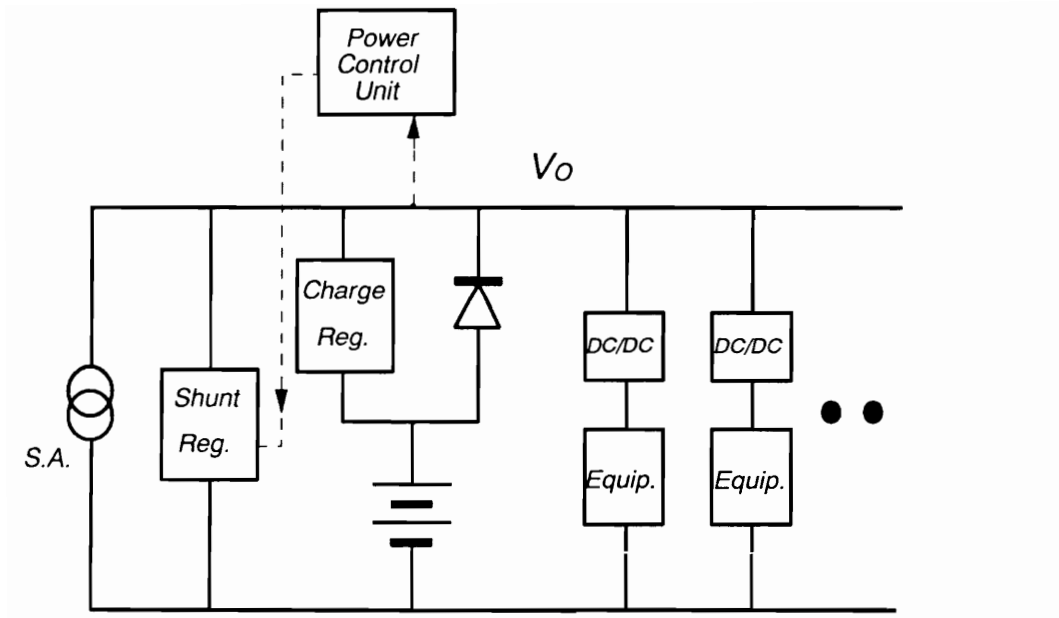 Power
Control
Unit
Vo
Charge
Reg.
DC/DC
DC/DC
Shunt
Reg.
S.A.
Equip.
Equip.